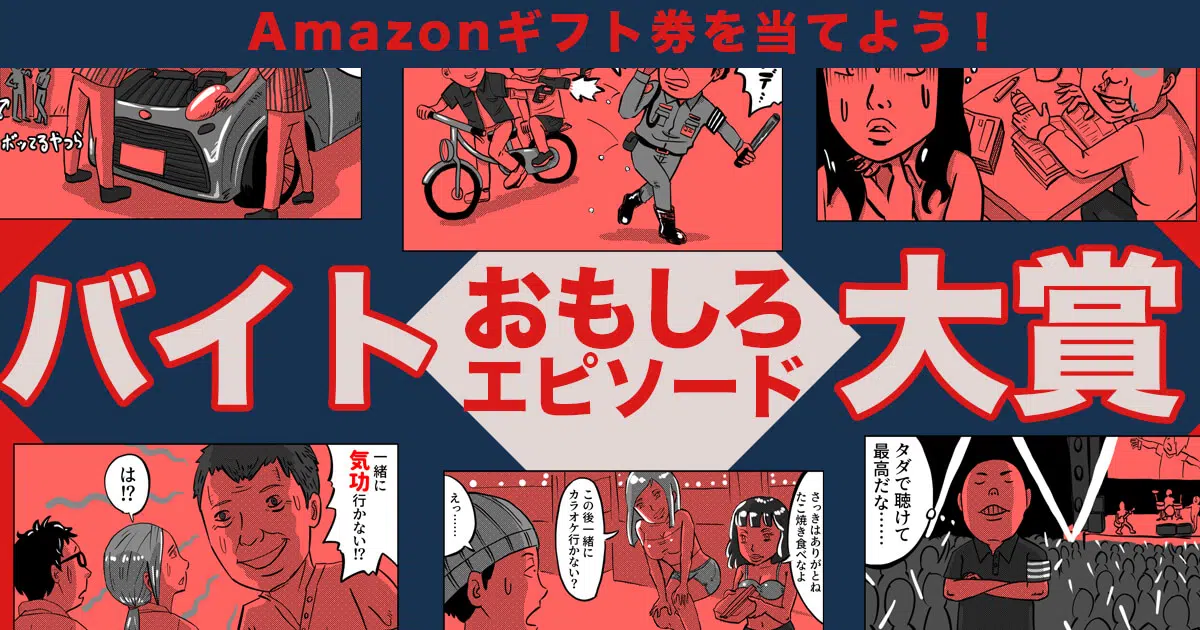 Amazonギフト券を当てよう！
ボッてるやつら
バイト
おもしろ
エピソード
大賞
は!?
一緒に
気功
行かない!?
えっ……
この後一緒に
カラオケ行かない？
さっきはありがとね
たこ焼き食べなよ
タダで聴けて
最高だな……